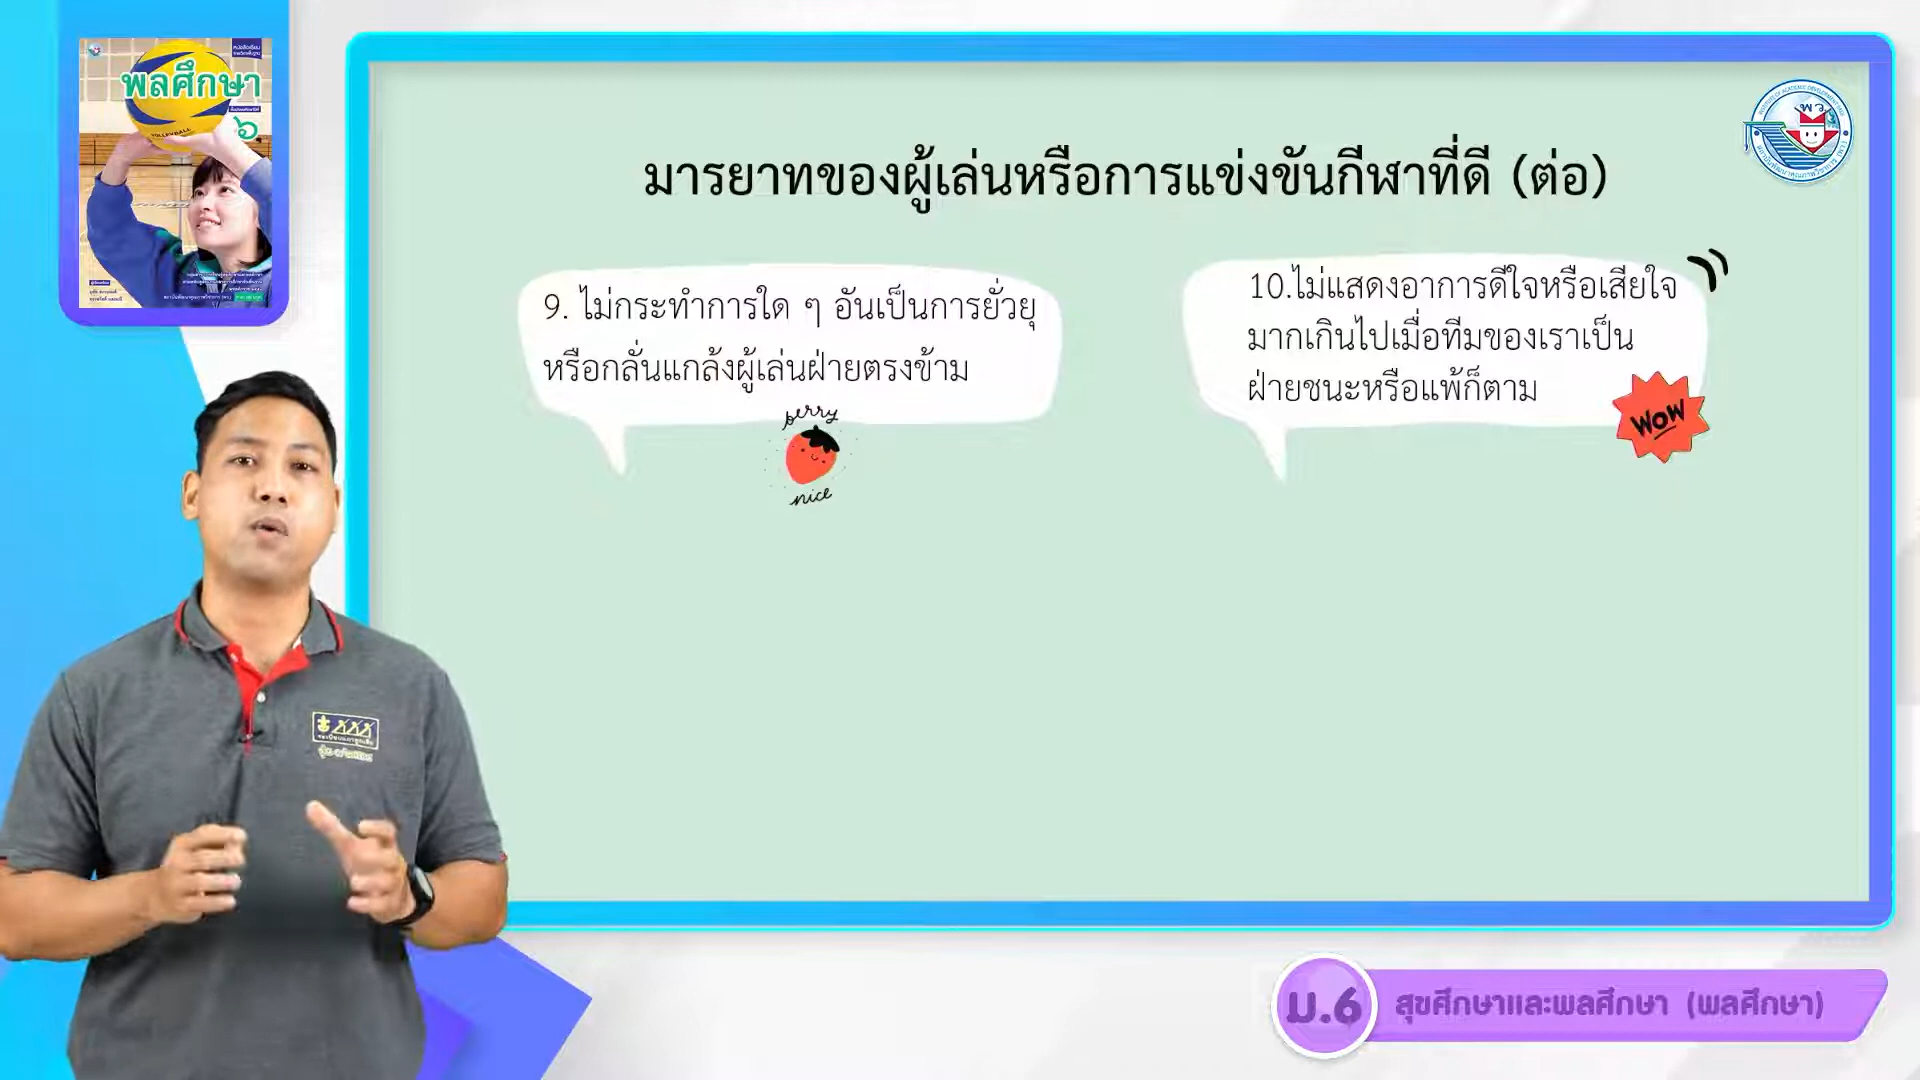 พลศึกษา
๖
VOLLEYBALL
มารยาทของผู้เล่นหรือการแข่งขันกีฬาที่ดี (ต่อ)
9. ไม่กระทำการใด ๆ อันเป็นการยั่วยุ
หรือกลั่นแกล้งผู้เล่นฝ่ายตรงข้าม
berry
nice
10.ไม่แสดงอาการดีใจหรือเสียใจ
มากเกินไปเมื่อทีมของเราเป็น
ฝ่ายชนะหรือแพ้ก็ตาม
WOW
พว
ม.6 สุขศึกษาและพลศึกษา (พลศึกษา)